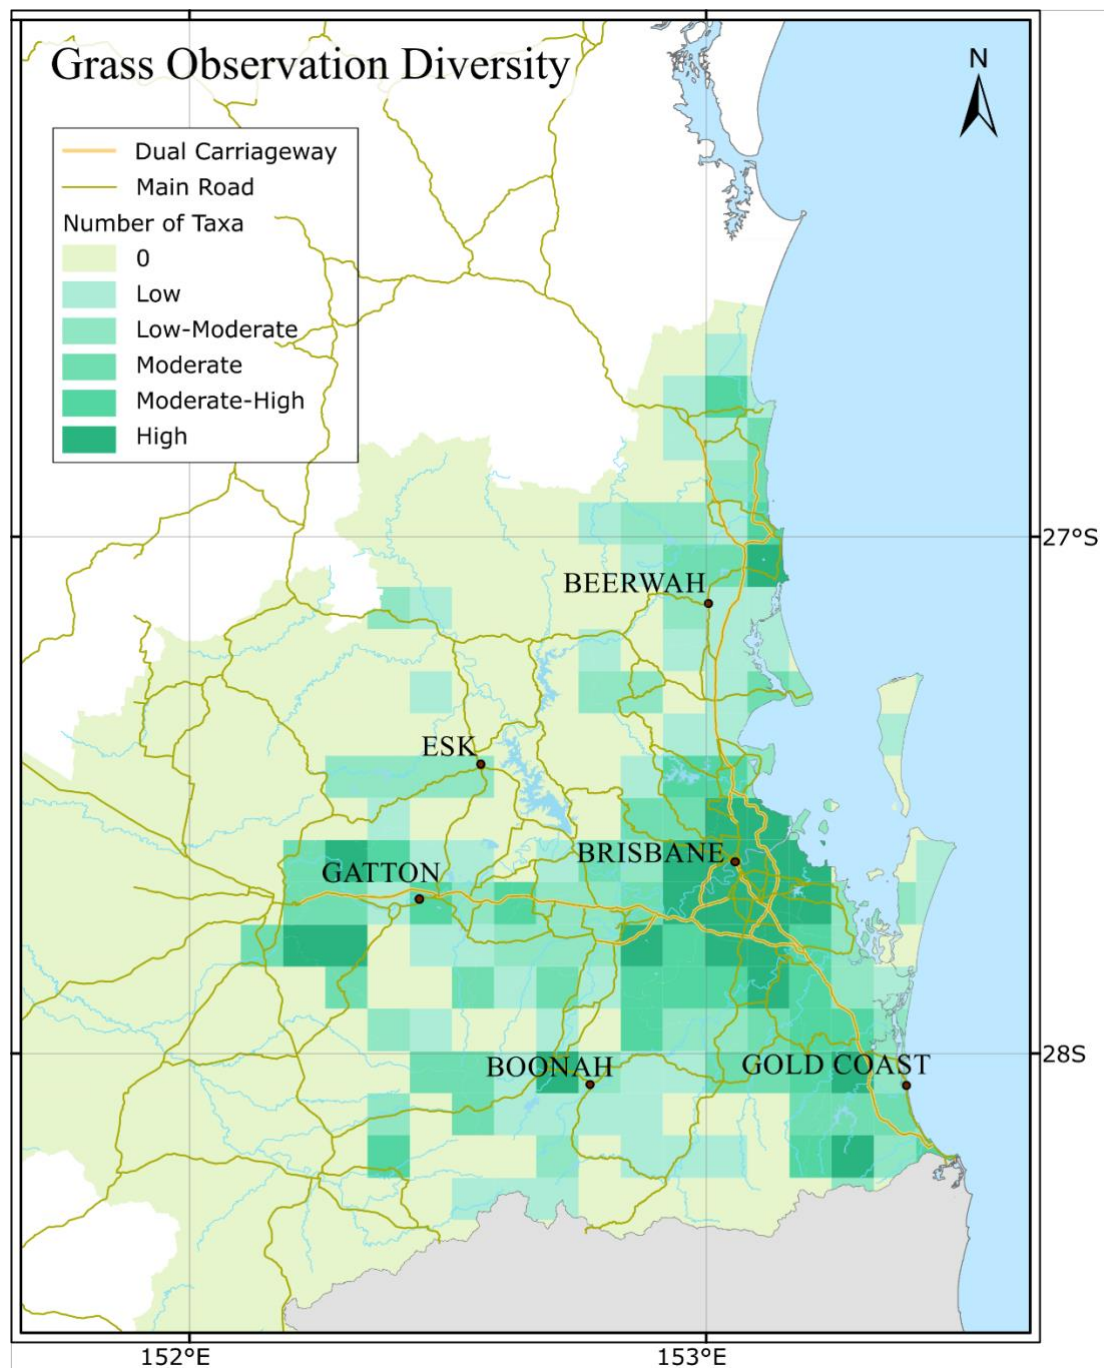 Grass Observation Diversity
N
Dual Carriageway
Main Road
Number of Taxa
0
Low
Low-Moderate
Moderate
Moderate-High
High
27°S
BEERWAH
ESK
BRISBANE
GATTON
28°S
BOONAH
GOLD COAST
152°E
153°E